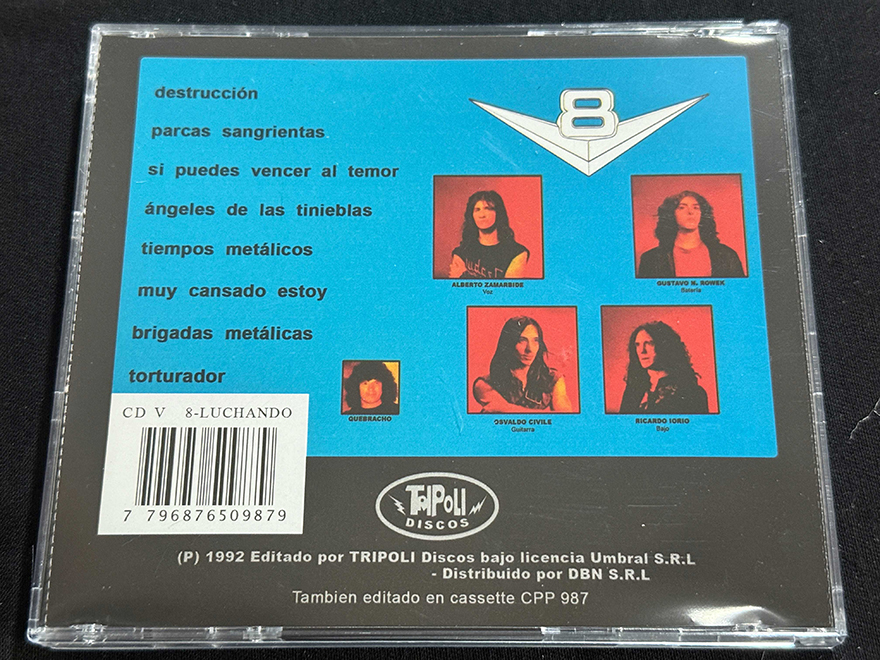 destrucción
parcas sangrientas
si puedes vencer al temor
ángeles de las tinieblas
tiempos metálicos
muy cansado estoy
brigadas metálicas
torturador
8
ALBERTO ZAMARBIDE
Voz
GUSTAVO N. ROWEK
Batería
QUEBRACHO
OSVALDO CIVILE
Guitarra
RICARDO IORIO
Bajo
CD V 8-LUCHANDO
7 796876509879
TRIPOLI
DISCOS
(P) 1992 Editado por TRIPOLI Discos bajo licencia Umbral S.R.L
- Distribuido por DBN S.R.L
Tambien editado en cassette CPP 987